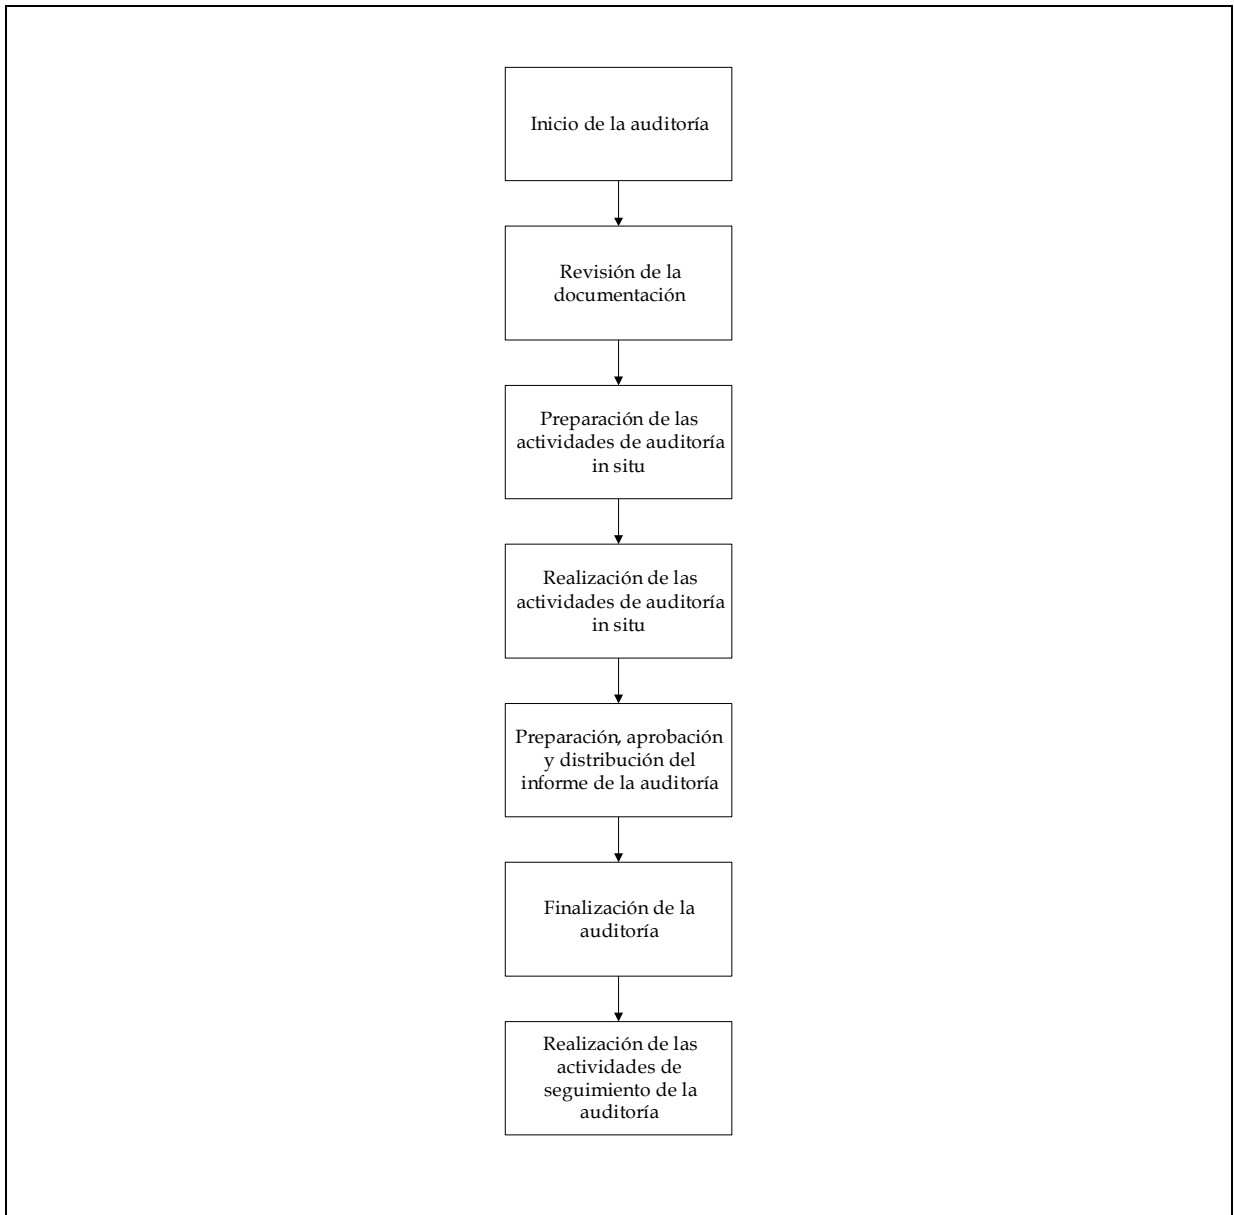 Inicio de la auditoría
Revisión de la
documentación
Preparación de las
actividades de auditoría
in situ
Realización de las
actividades de auditoría
in situ
Preparación, aprobación
y distribución del
informe de la auditoría
Finalización de la
auditoría
Realización de las
actividades de
seguimiento de la
auditoría